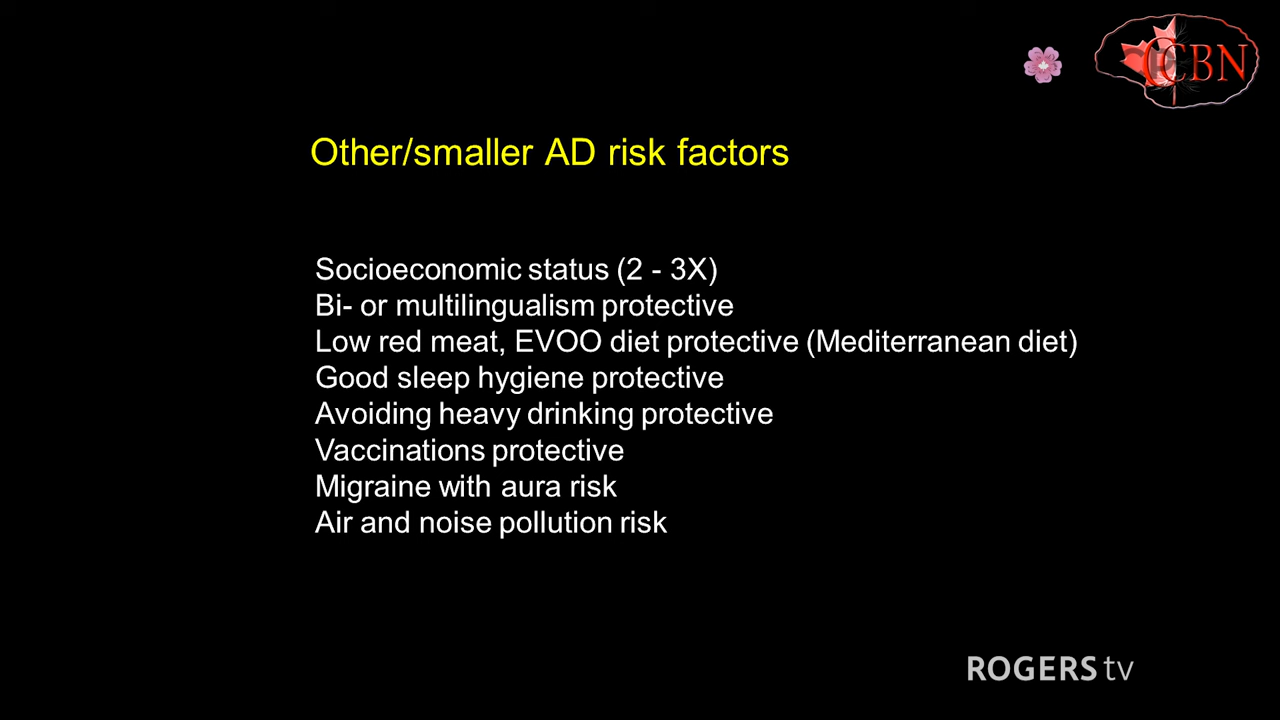 CCBN
Other/smaller AD risk factors
Socioeconomic status (2 - 3X)
Bi- or multilingualism protective
Low red meat, EVOO diet protective (Mediterranean diet)
Good sleep hygiene protective
Avoiding heavy drinking protective
Vaccinations protective
Migraine with aura risk
Air and noise pollution risk
ROGERS tv